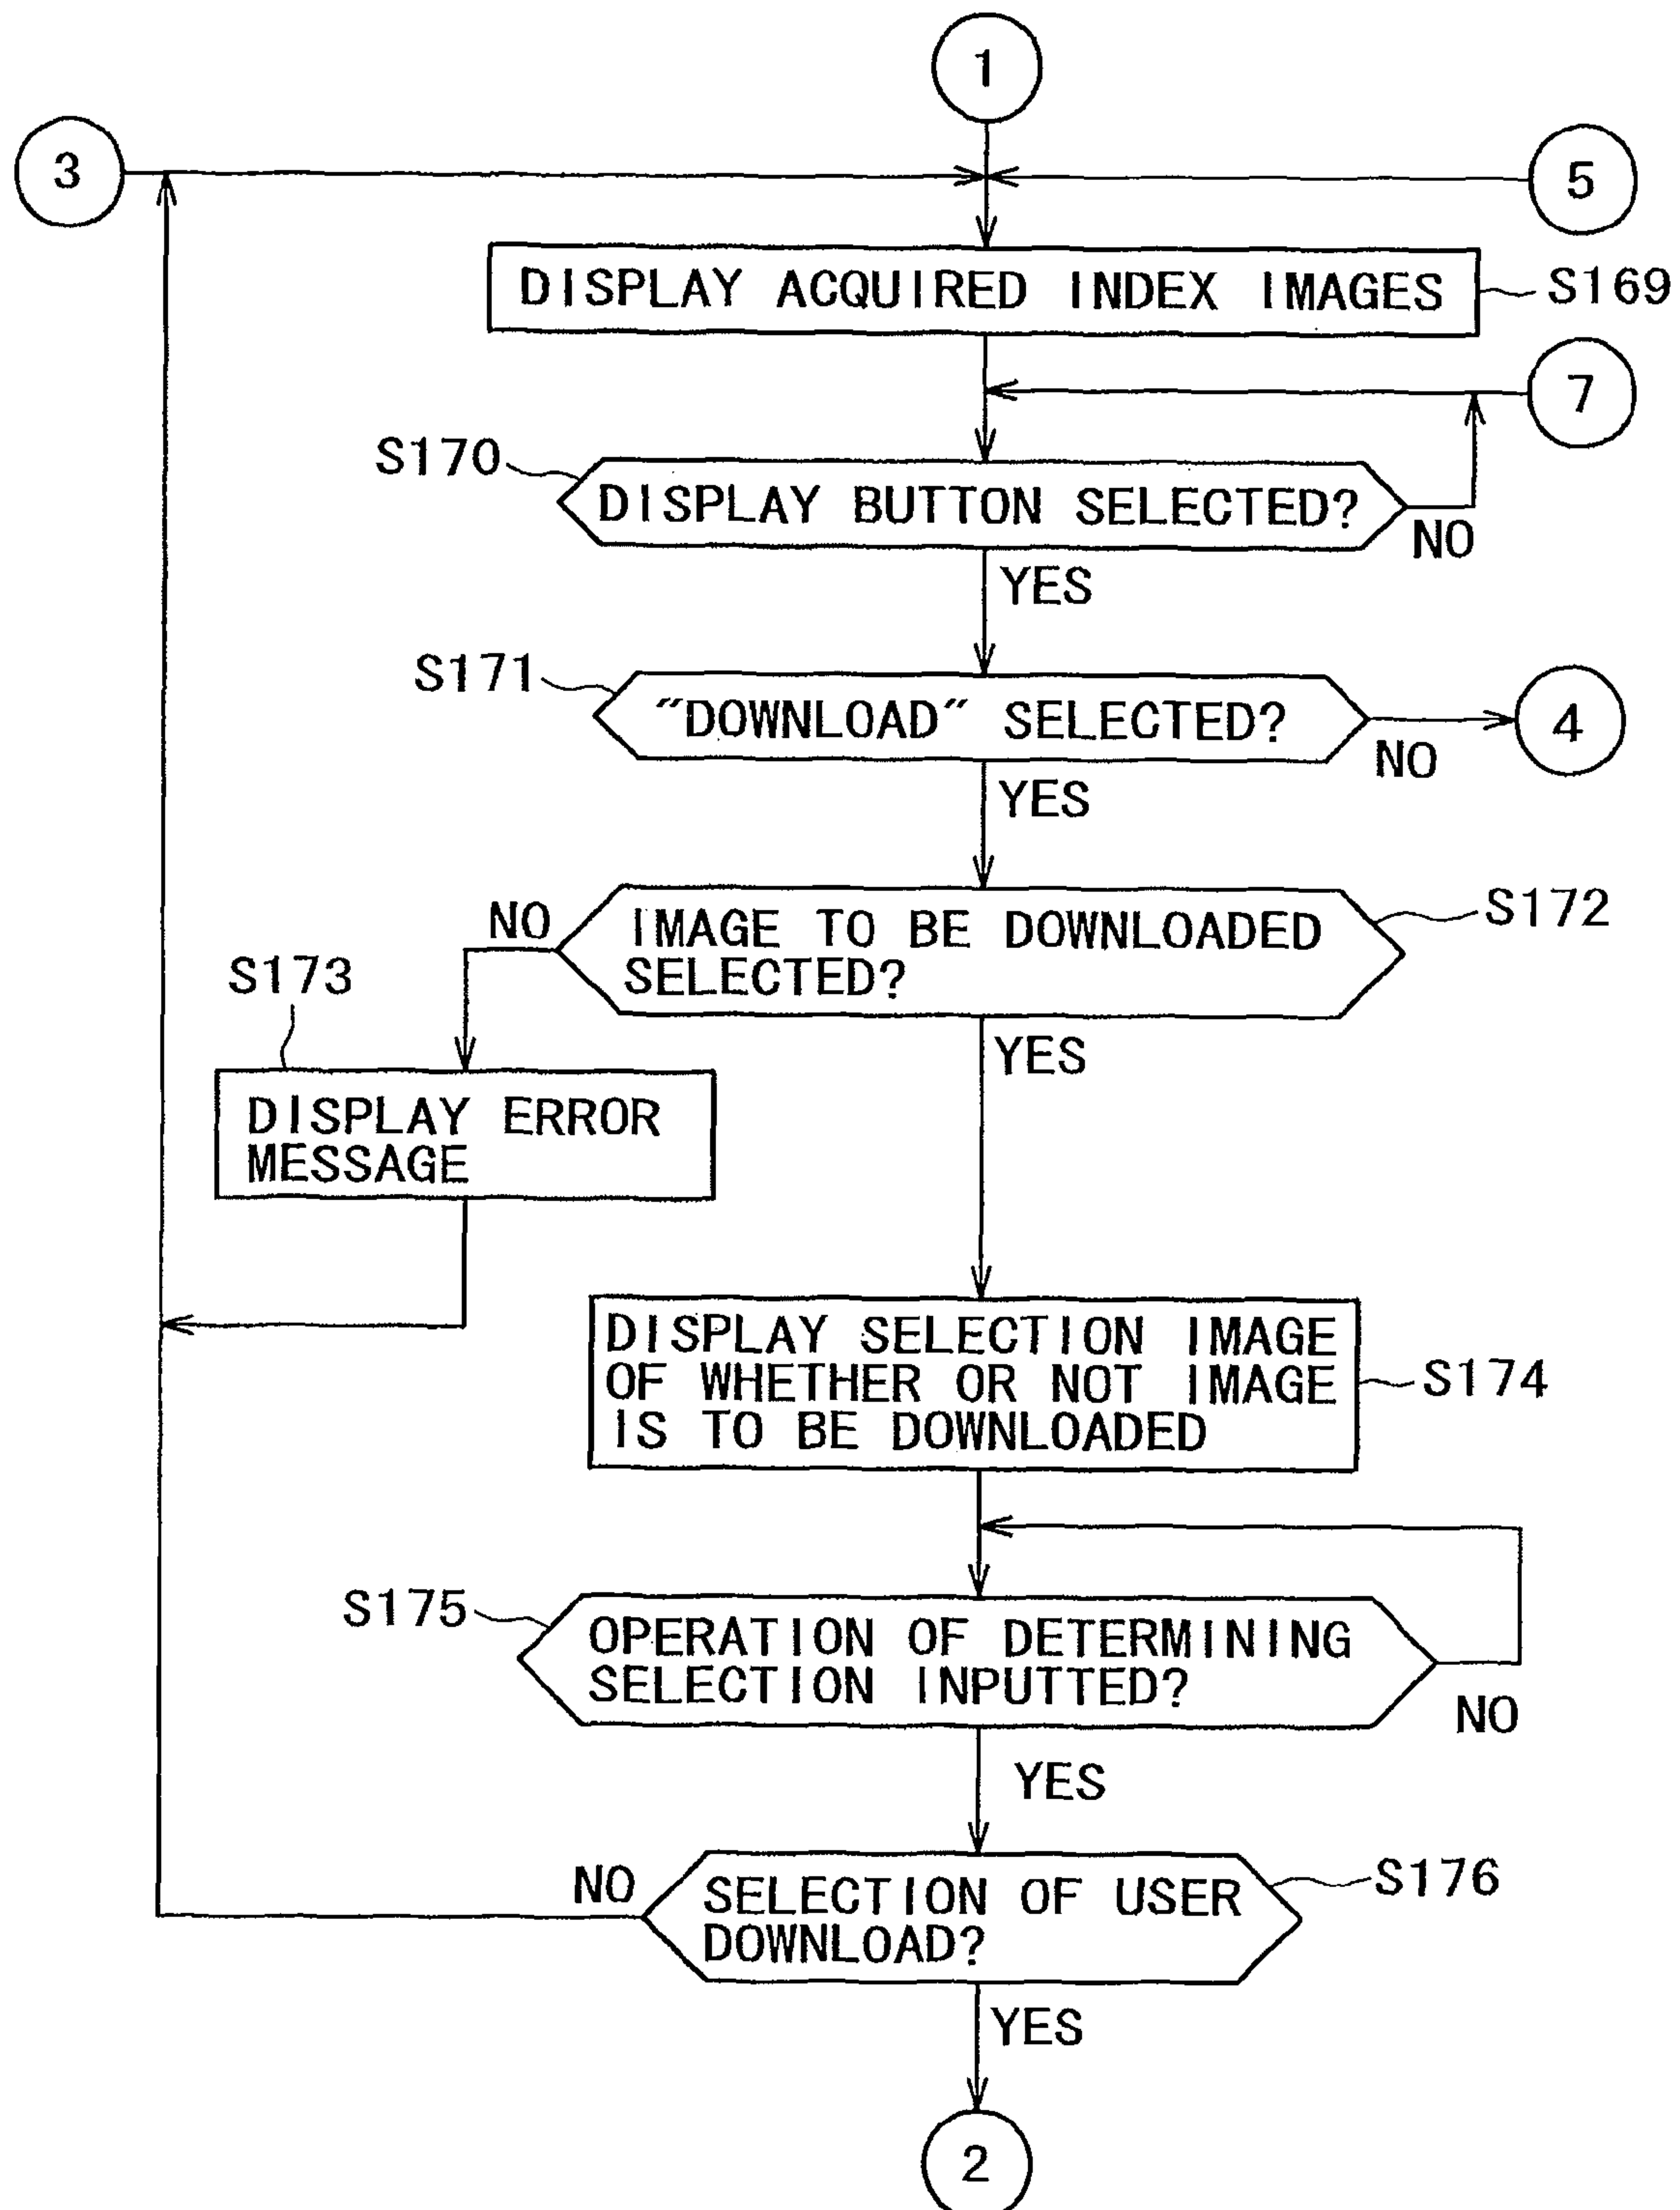 1
3
5
DISPLAY ACQUIRED INDEX IMAGES
S169
7
S170
DISPLAY BUTTON SELECTED?
NO
YES
S171
"DOWNLOAD" SELECTED?
4
NO
YES
S172
NO
IMAGE TO BE DOWNLOADED
SELECTED?
S173
YES
DISPLAY ERROR
MESSAGE
DISPLAY SELECTION IMAGE
OF WHETHER OR NOT IMAGE
IS TO BE DOWNLOADED
S174
S175
OPERATION OF DETERMINING
SELECTION INPUTTED?
NO
YES
S176
NO
SELECTION OF USER
DOWNLOAD?
YES
2